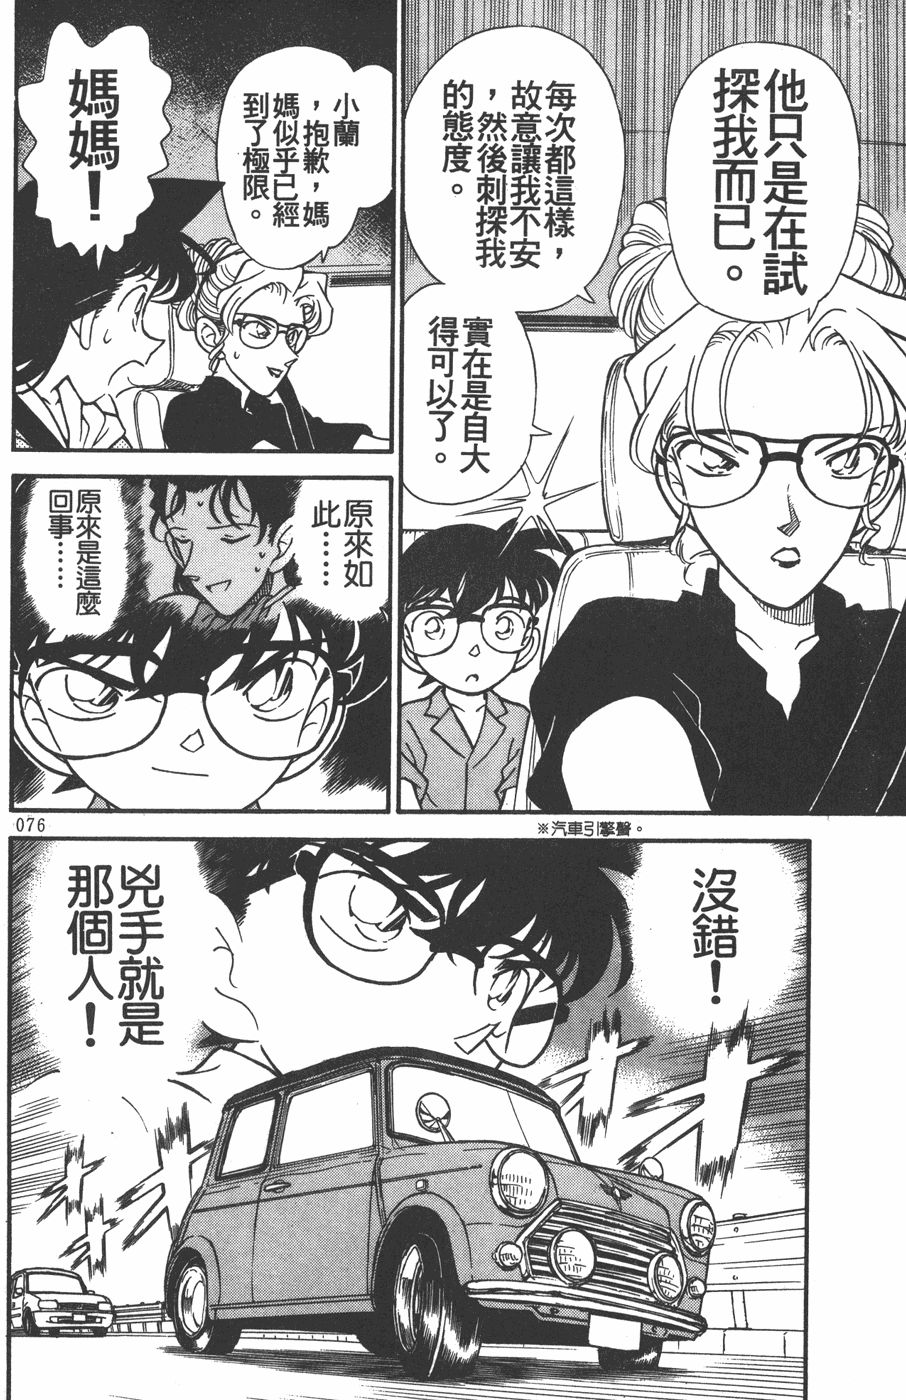 他只是在試
探我而已。
每次都這樣，
故意讓我不安
，然後刺探我
的態度。
實在是自大
得可以了。
小蘭
，抱歉，媽
媽似乎已經
到了極限。
媽媽！
原來如
此……
原來是這麼
回事……
076
※汽車引擎聲。
沒錯！
兇手就是
那個人！